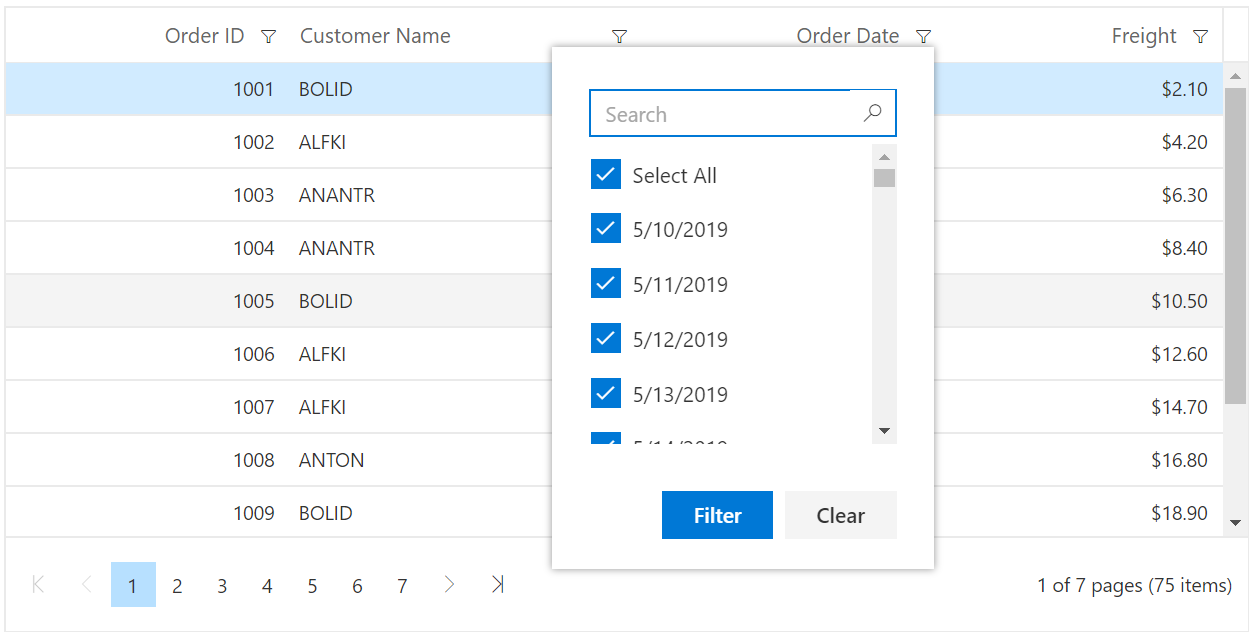 Order ID Customer Name Order Date Freight
1001 BOLID $2.10
Search
1002 ALFKI $4.20
Select All
1003 ANANTR $6.30
5/10/2019
1004 ANANTR $8.40
5/11/2019
1005 BOLID $10.50
5/12/2019
1006 ALFKI $12.60
5/13/2019
1007 ALFKI $14.70
5/14/2019
1008 ANTON $16.80
1009 BOLID $18.90
Filter Clear
1 2 3 4 5 6 7 1 of 7 pages (75 items)